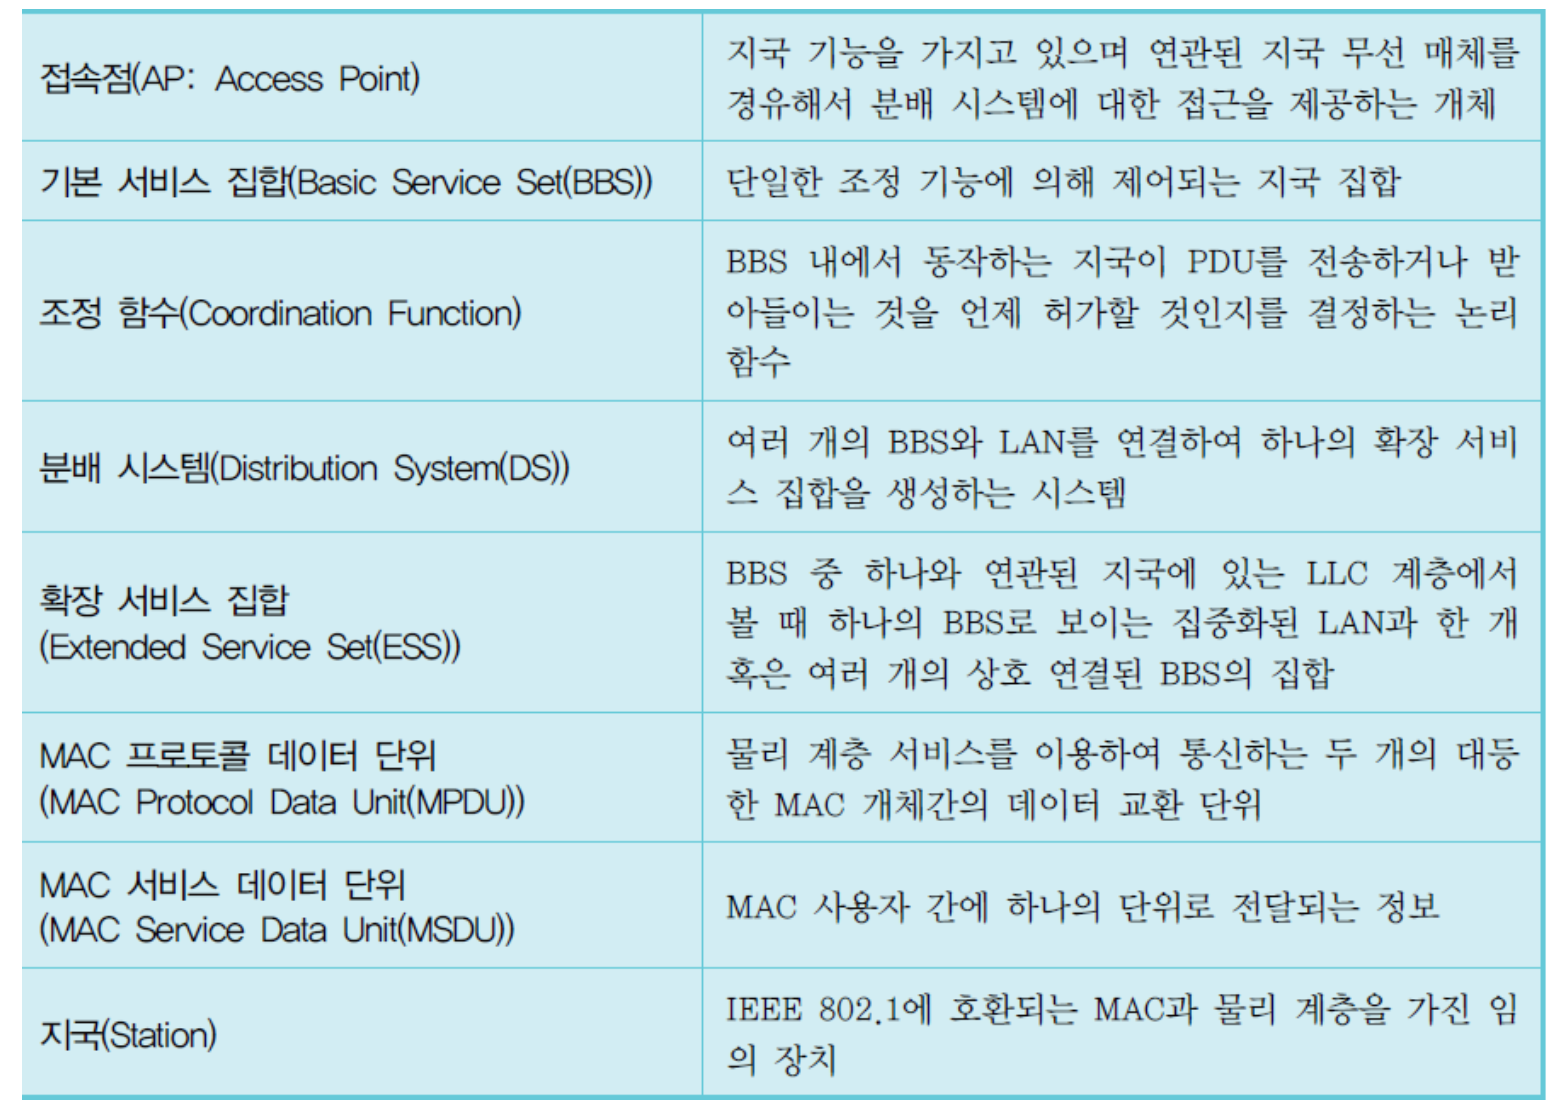 접속점(AP: Access Point)
지국 기능을 가지고 있으며 연관된 지국 무선 매체를
경유해서 분배 시스템에 대한 접근을 제공하는 개체
기본 서비스 집합(Basic Service Set(BBS))
단일한 조정 기능에 의해 제어되는 지국 집합
조정 함수(Coordination Function)
BBS 내에서 동작하는 지국이 PDU를 전송하거나 받
아들이는 것을 언제 허가할 것인지를 결정하는 논리
함수
분배 시스템(Distribution System(DS))
여러 개의 BBS와 LAN를 연결하여 하나의 확장 서비
스 집합을 생성하는 시스템
확장 서비스 집합
(Extended Service Set(ESS))
BBS 중 하나와 연관된 지국에 있는 LLC 계층에서
볼 때 하나의 BBS로 보이는 집중화된 LAN과 한 개
혹은 여러 개의 상호 연결된 BBS의 집합
MAC 프로토콜 데이터 단위
(MAC Protocol Data Unit(MPDU))
물리 계층 서비스를 이용하여 통신하는 두 개의 대등
한 MAC 개체간의 데이터 교환 단위
MAC 서비스 데이터 단위
(MAC Service Data Unit(MSDU))
MAC 사용자 간에 하나의 단위로 전달되는 정보
지국(Station)
IEEE 802.1에 호환되는 MAC과 물리 계층을 가진 임
의 장치